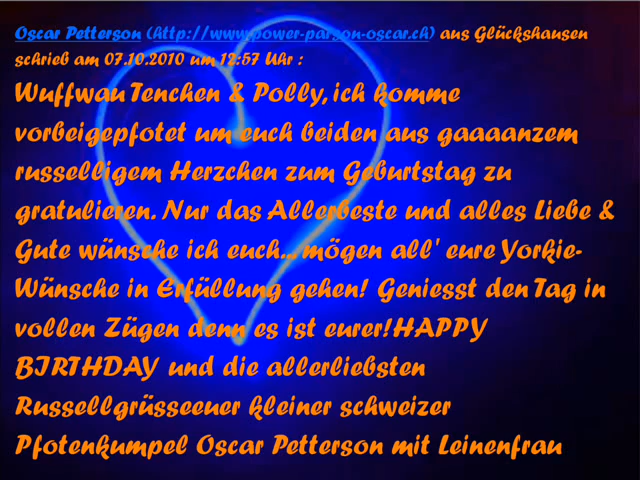 Oscar Petterson (http://www.power-parson-oscar.ch) aus Glückshausen
schrieb am 07.10.2010 um 12:57 Uhr :
Wuffwau Tenchen & Polly, ich komme
vorbeigepfotet um euch beiden aus gaaaanzem
russelligem Herzchen zum Geburtstag zu
gratulieren. Nur das Allerbeste und alles Liebe &
Gute wünsche ich euch... mögen all' eure Yorkie-
Wünsche in Erfüllung gehen! Geniesst den Tag in
vollen Zügen denn es ist eurer!HAPPY
BIRTHDAY und die allerliebsten
Russellgrüsseeuer kleiner schweizer
Pfotenkumpel Oscar Petterson mit Leinenfrau